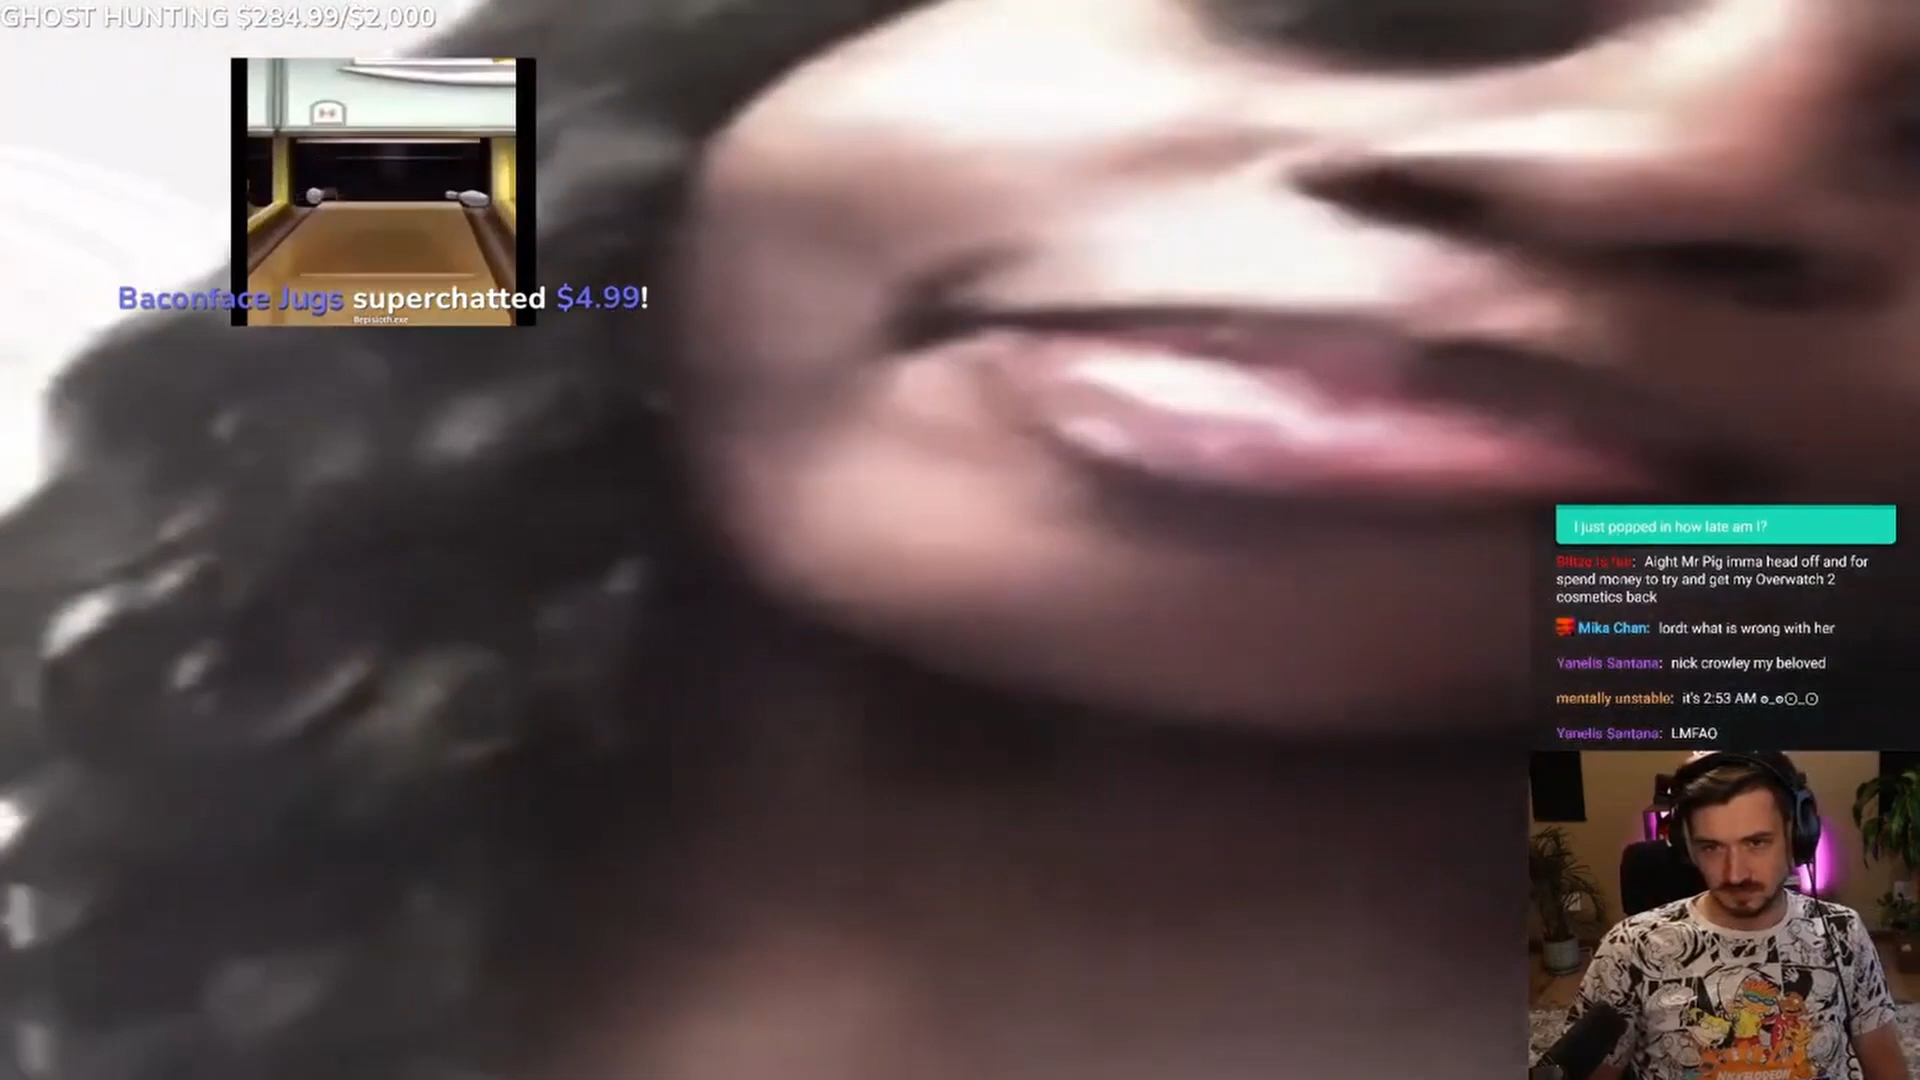 GHOST HUNTING $284.99/$2,000
Baconface Jugs superchatted $4.99!
Bepisloth.exe
I just popped in how late am I?
Aight Mr Pig imma head off and for
spend money to try and get my Overwatch 2
cosmetics back
Mika Chan: lordt what is wrong with her
Yanelis Santana: nick crowley my beloved
mentally unstable: it's 2:53 AM ⊙_⊙⊙_⊙
Yanelis Santana: LMFAO
NICKELODEON